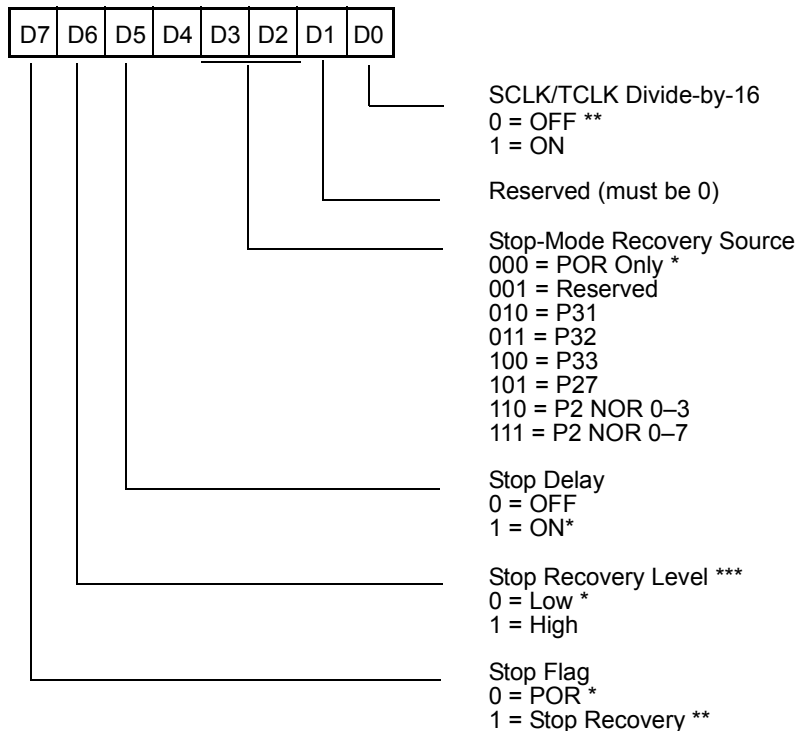 D7 D6 D5 D4 D3 D2 D1 D0
SCLK/TCLK Divide-by-16
0 = OFF **
1 = ON
Reserved (must be 0)
Stop-Mode Recovery Source
000 = POR Only *
001 = Reserved
010 = P31
011 = P32
100 = P33
101 = P27
110 = P2 NOR 0–3
111 = P2 NOR 0–7
Stop Delay
0 = OFF
1 = ON*
Stop Recovery Level ***
0 = Low *
1 = High
Stop Flag
0 = POR *
1 = Stop Recovery **